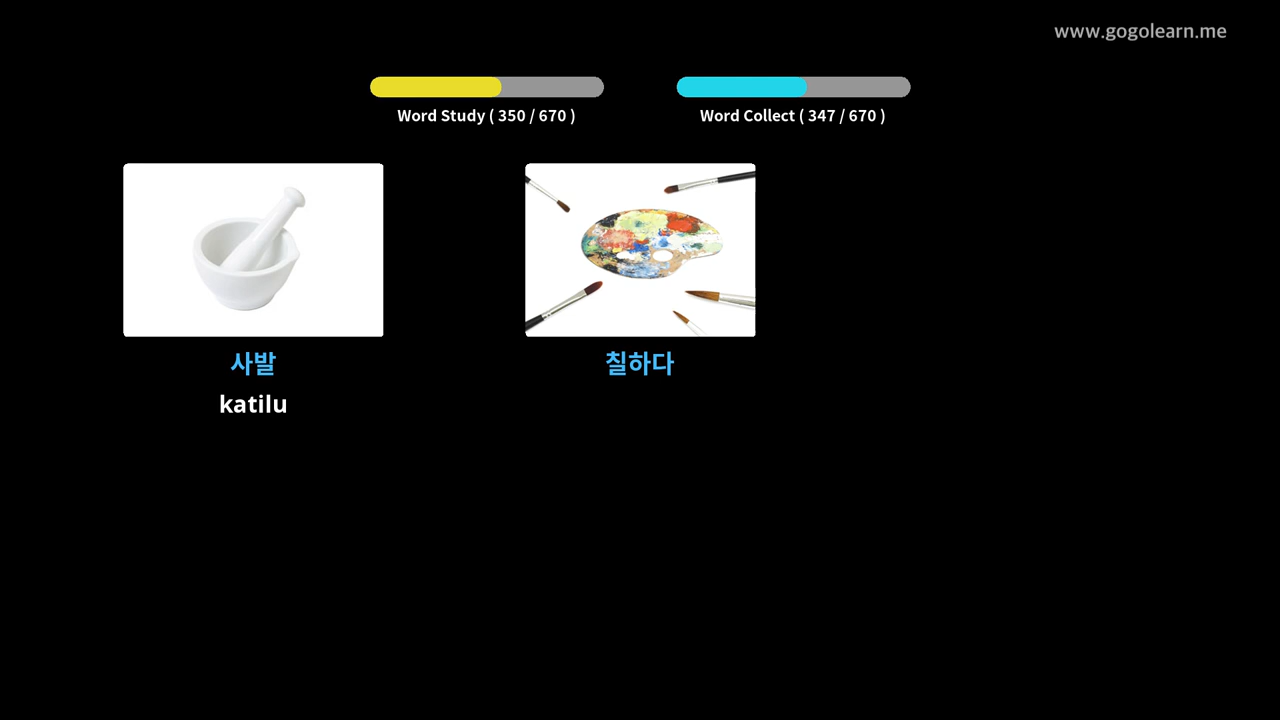 www.gogolearn.me
Word Study ( 350 / 670 )
Word Collect ( 347 / 670 )
사발
칠하다
katilu